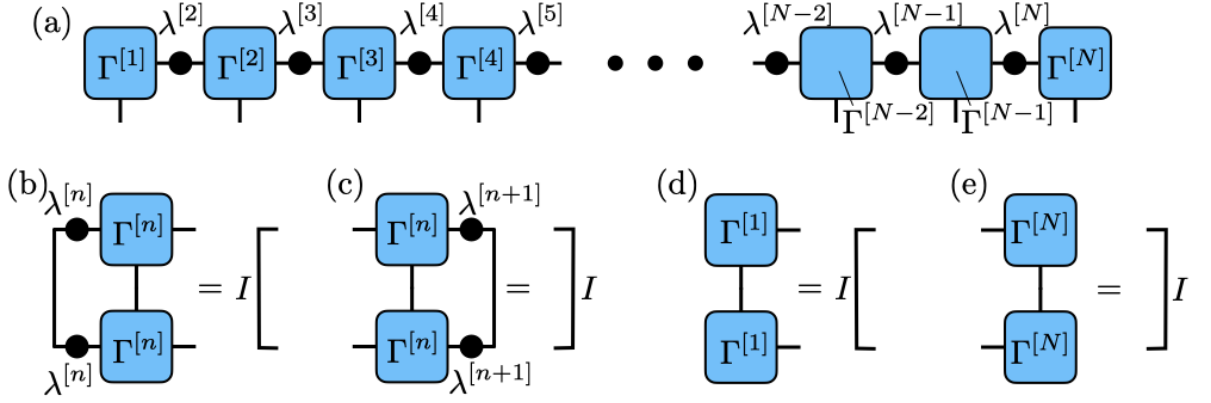 (a) λ^[2] λ^[3] λ^[4] λ^[5] λ^[N−2] λ^[N−1] λ^[N]
Γ^[1] Γ^[2] Γ^[3] Γ^[4] Γ^[N]
Γ^[N−2] Γ^[N−1]
(b) (c) (d) (e)
λ^[n] λ^[n+1]
Γ^[n] Γ^[n] Γ^[1] Γ^[N]
= I = I = I = I
Γ^[n] Γ^[n] Γ^[1] Γ^[N]
λ^[n] λ^[n+1]